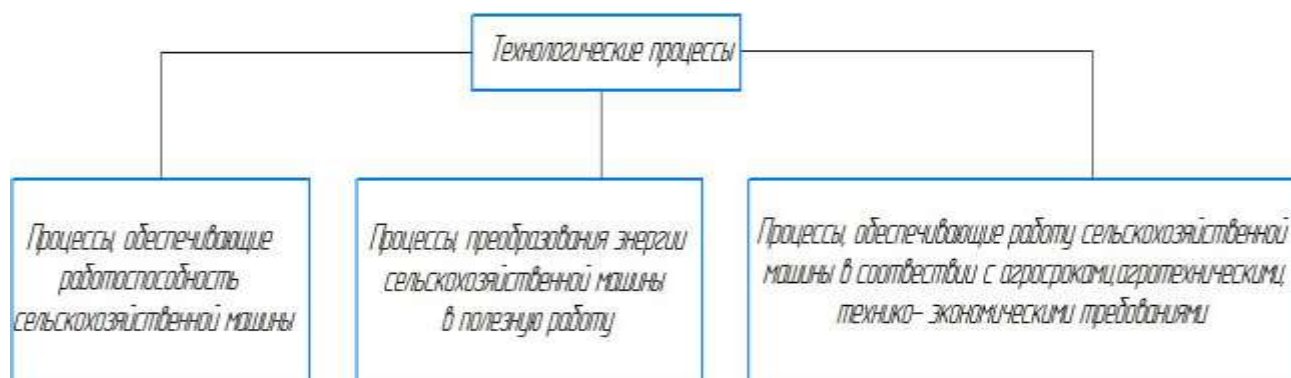 Технологические процессы
Процессы, обеспечивающие
работоспособность
сельскохозяйственной машины
Процессы, преобразования энергии
сельскохозяйственной машины
в полезную работу
Процессы, обеспечивающие работу сельскохозяйственной
машины в соотвествии с агросроками,агротехническими,
технико- экономическими требованиями